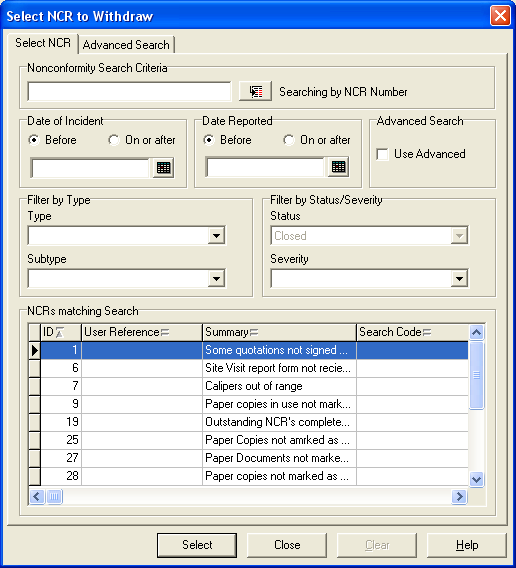 Select NCR to Withdraw
Select NCR Advanced Search
Nonconformity Search Criteria
Searching by NCR Number
Date of Incident Date Reported Advanced Search
Before On or after Before On or after Use Advanced
Filter by Type Filter by Status/Severity
Type Status
Closed
Subtype Severity
NCRs matching Search
ID User Reference Summary Search Code
1 Some quotations not signed ...
6 Site Visit report form not recie...
7 Calipers out of range
9 Paper copies in use not mark...
19 Outstanding NCR's complete...
25 Paper Copies not amrked as ...
27 Paper Documents not marke...
28 Paper copies not marked as ...
Select Close Clear Help